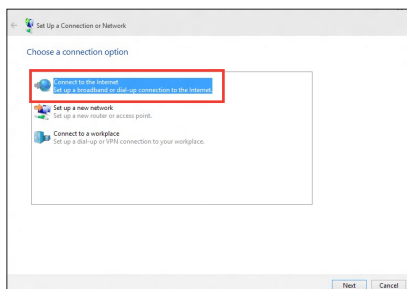 Set Up a Connection or Network
Choose a connection option
Connect to the Internet
Set up a broadband or dial-up connection to the Internet.
Set up a new network
Set up a new router or access point.
Connect to a workplace
Set up a dial-up or VPN connection to your workplace.
Next Cancel